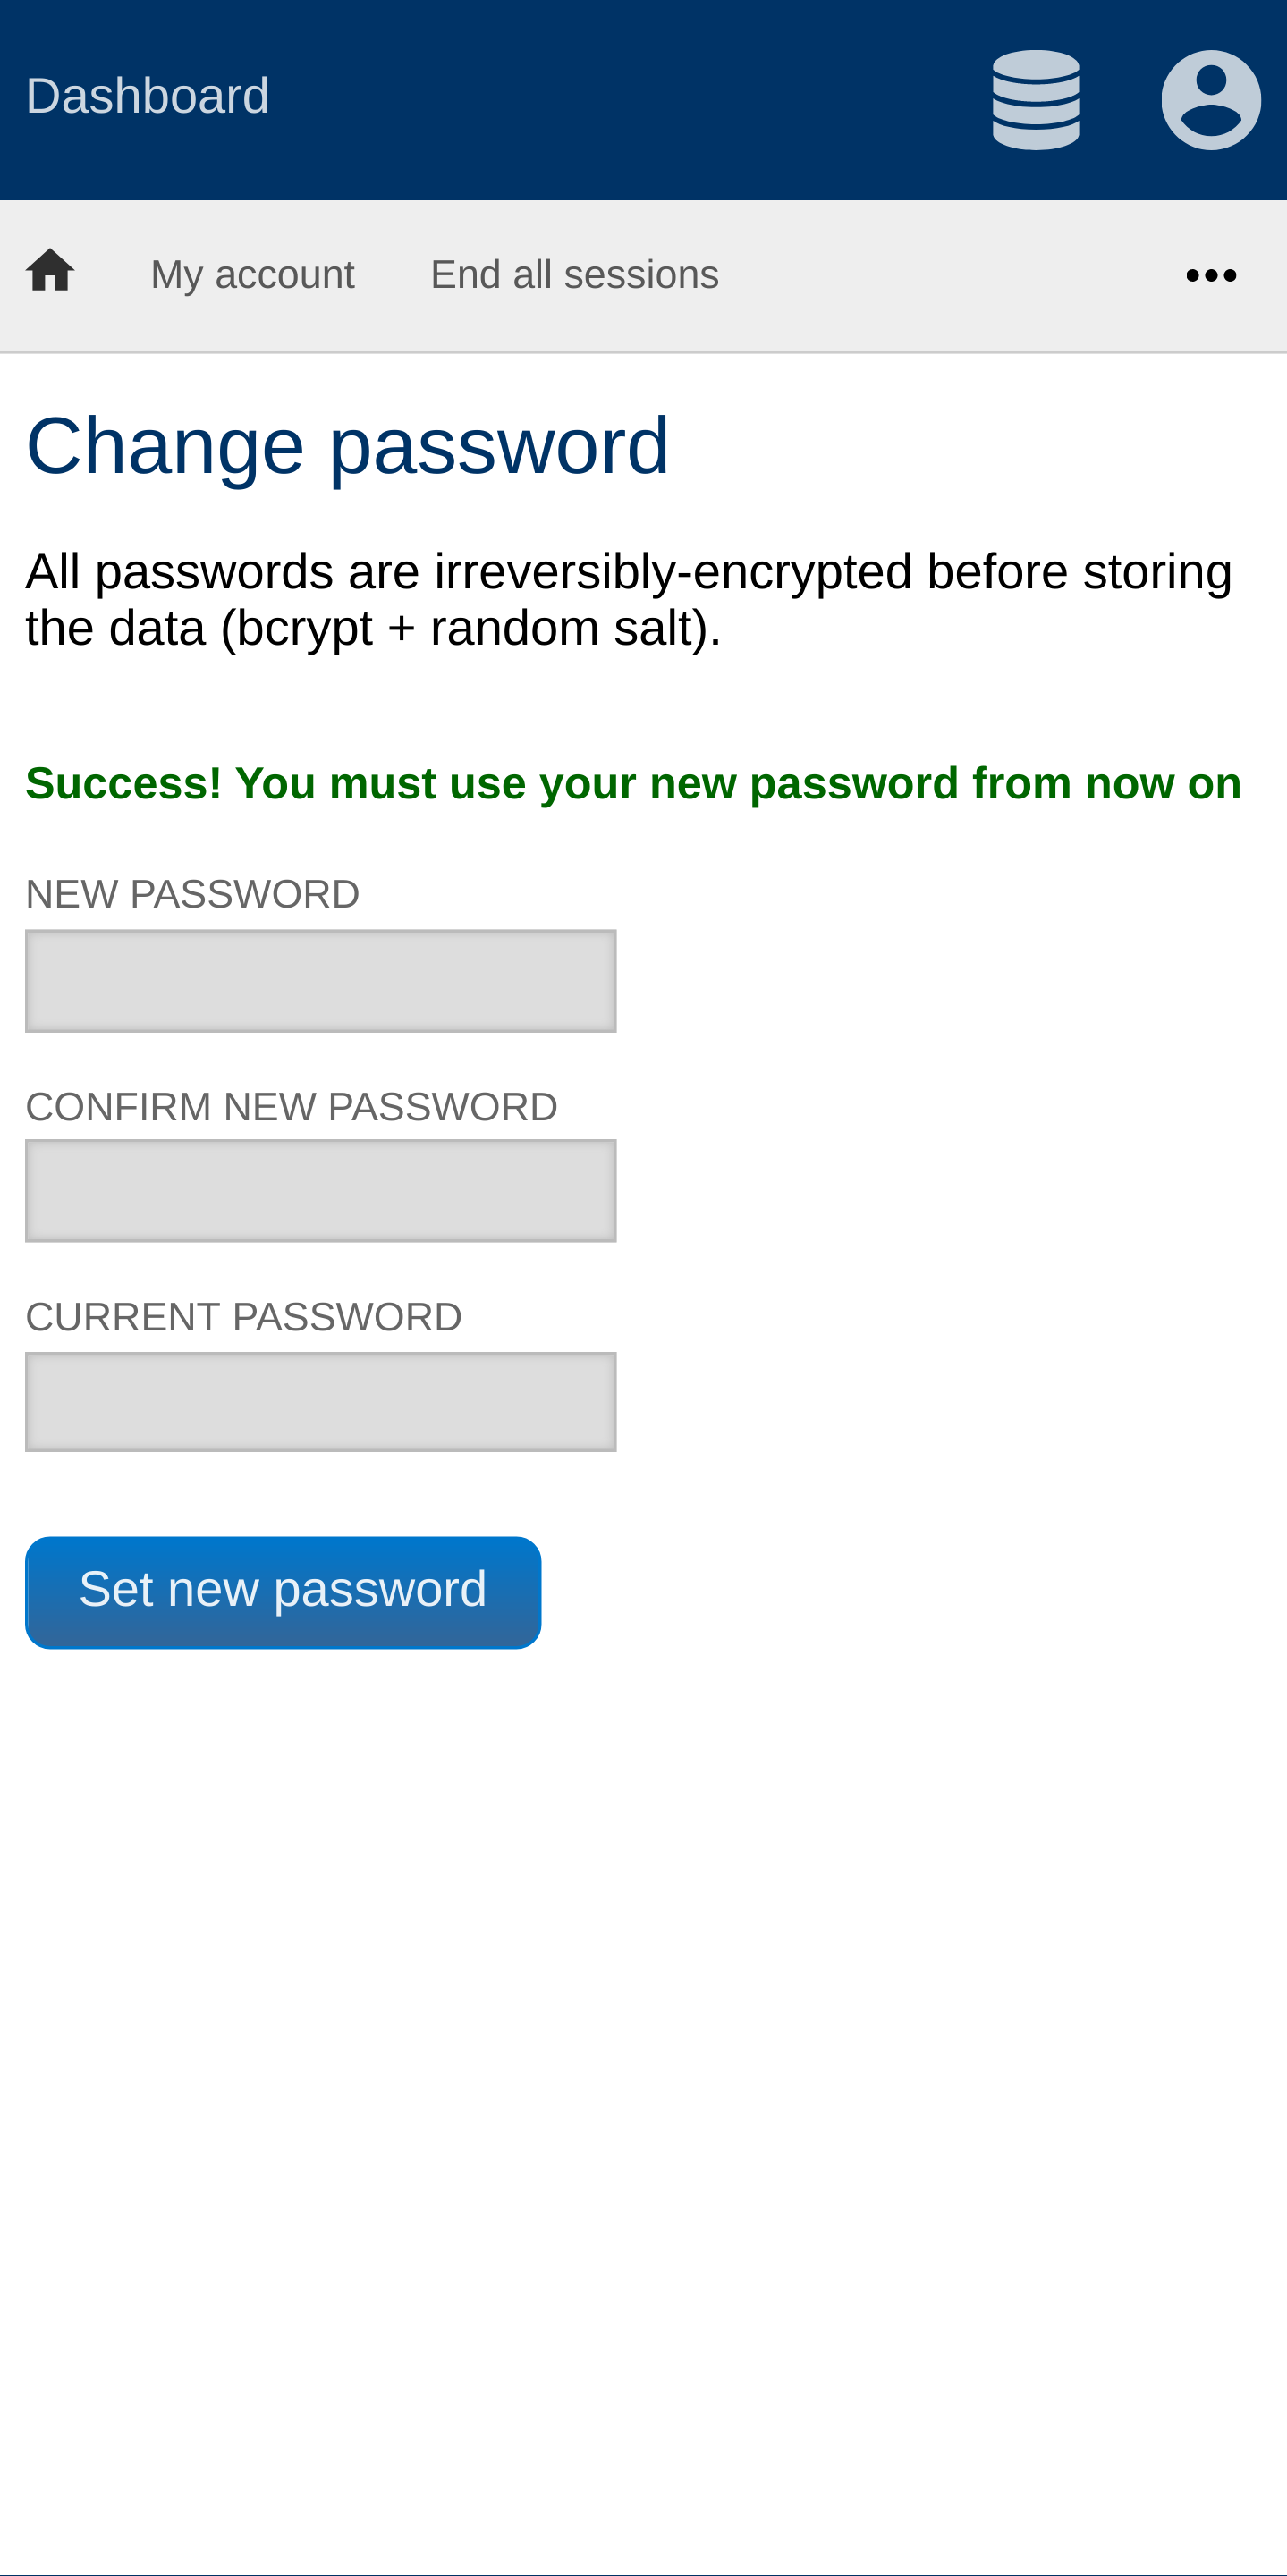 Dashboard
My account End all sessions
Change password
All passwords are irreversibly-encrypted before storing
the data (bcrypt + random salt).
Success! You must use your new password from now on
NEW PASSWORD
CONFIRM NEW PASSWORD
CURRENT PASSWORD
Set new password